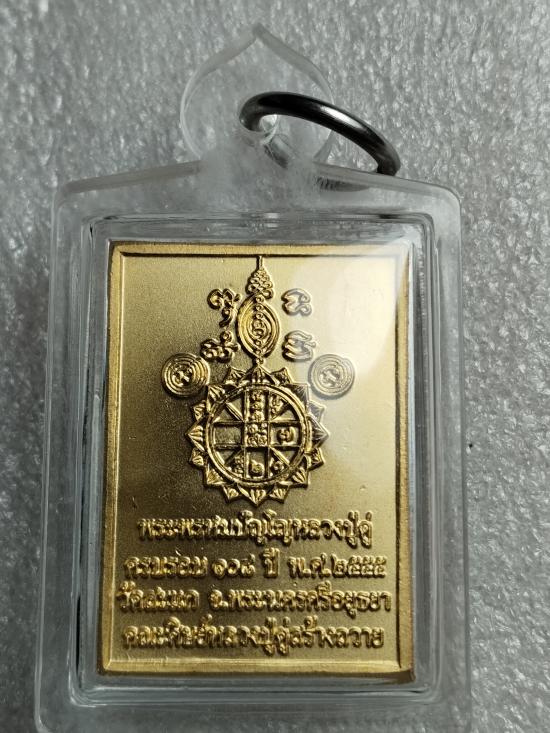 พระพรหมปัญโญหลวงปู่ดู่
ครบรอบ ๑๐๘ ปี พ.ศ.๒๕๕๕
วัดสะแก อ.พระนครศรีอยุธยา
คณะศิษย์หลวงปู่ดู่สร้างถวาย